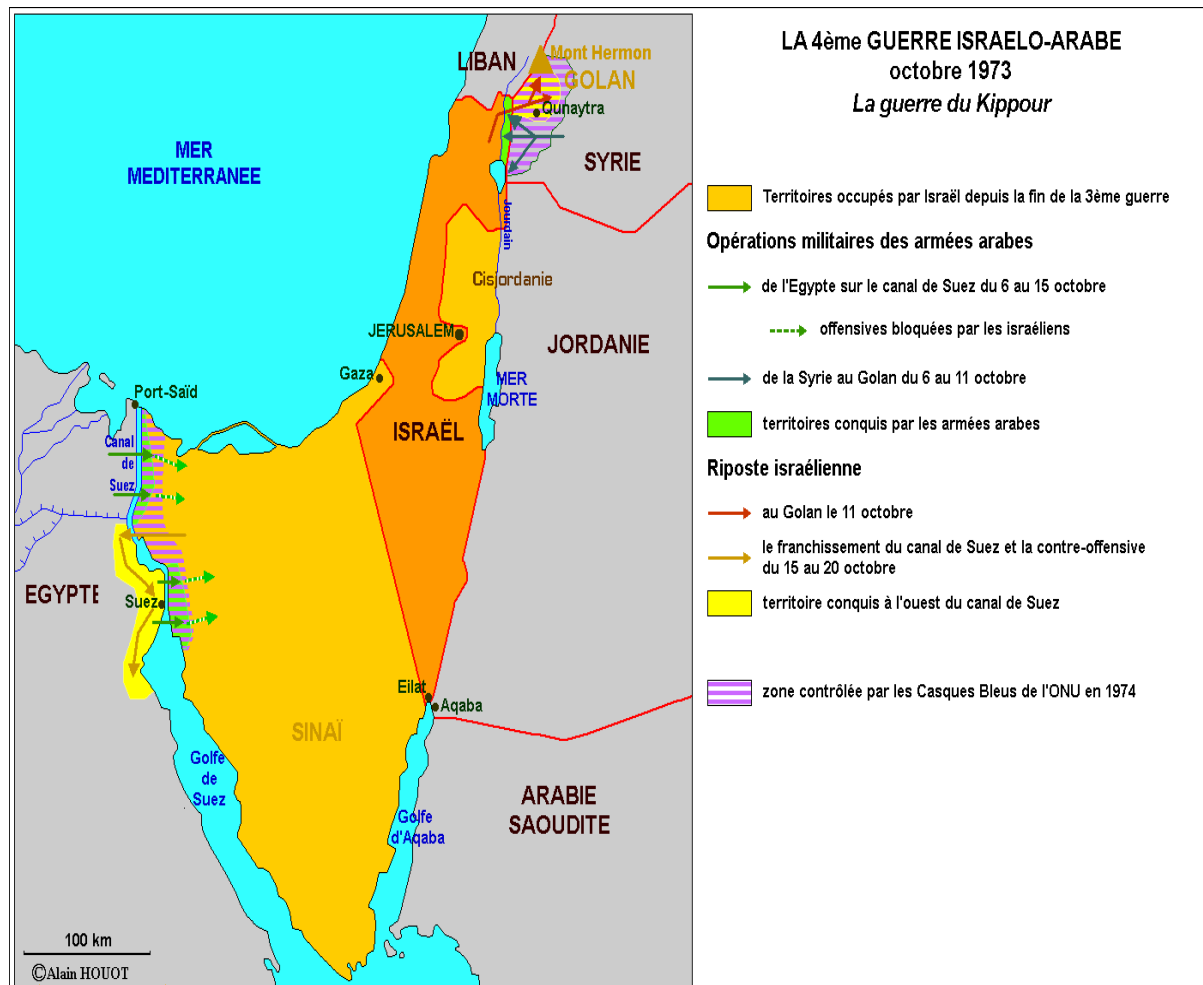 LA 4ème GUERRE ISRAELO-ARABE
octobre 1973
La guerre du Kippour
Territoires occupés par Israël depuis la fin de la 3ème guerre
Opérations militaires des armées arabes
de l'Egypte sur le canal de Suez du 6 au 15 octobre
offensives bloquées par les israéliens
de la Syrie au Golan du 6 au 11 octobre
territoires conquis par les armées arabes
Riposte israélienne
au Golan le 11 octobre
le franchissement du canal de Suez et la contre-offensive
du 15 au 20 octobre
territoire conquis à l'ouest du canal de Suez
zone contrôlée par les Casques Bleus de l'ONU en 1974
LIBAN
Mont Hermon
GOLAN
Qunaytra
MER
MEDITERRANEE
SYRIE
Jourdain
Cisjordanie
JERUSALEM
JORDANIE
Gaza
MER
MORTE
Port-Saïd
ISRAËL
Canal
de
Suez
EGYPTE
Suez
Eilat
Aqaba
SINAÏ
Golfe
de
Suez
Golfe
d'Aqaba
ARABIE
SAOUDITE
100 km
©Alain HOUOT